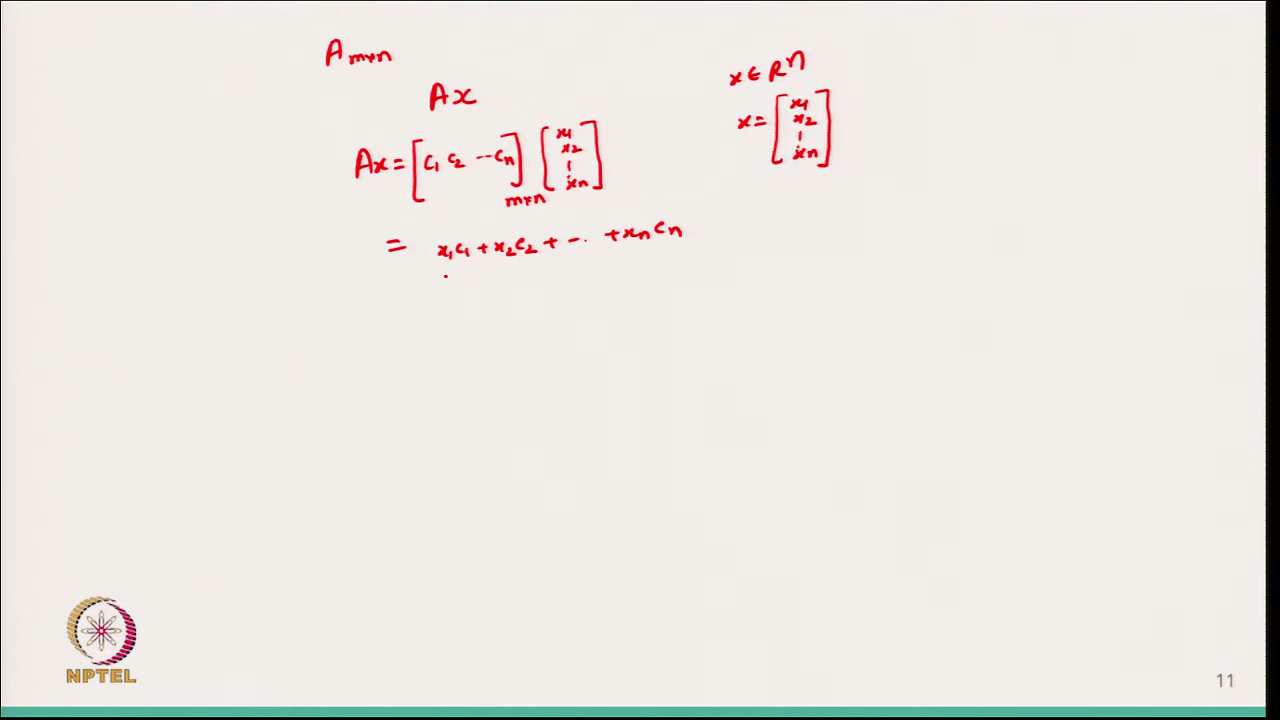 A m×n
Ax
x ∈ R^n
x = [x1 x2 ⋮ xn]
Ax = [c1 c2 --- cn] m×n [x1 x2 ⋮ xn]
= x1c1 + x2c2 + -- · + xncn
NPTEL
11